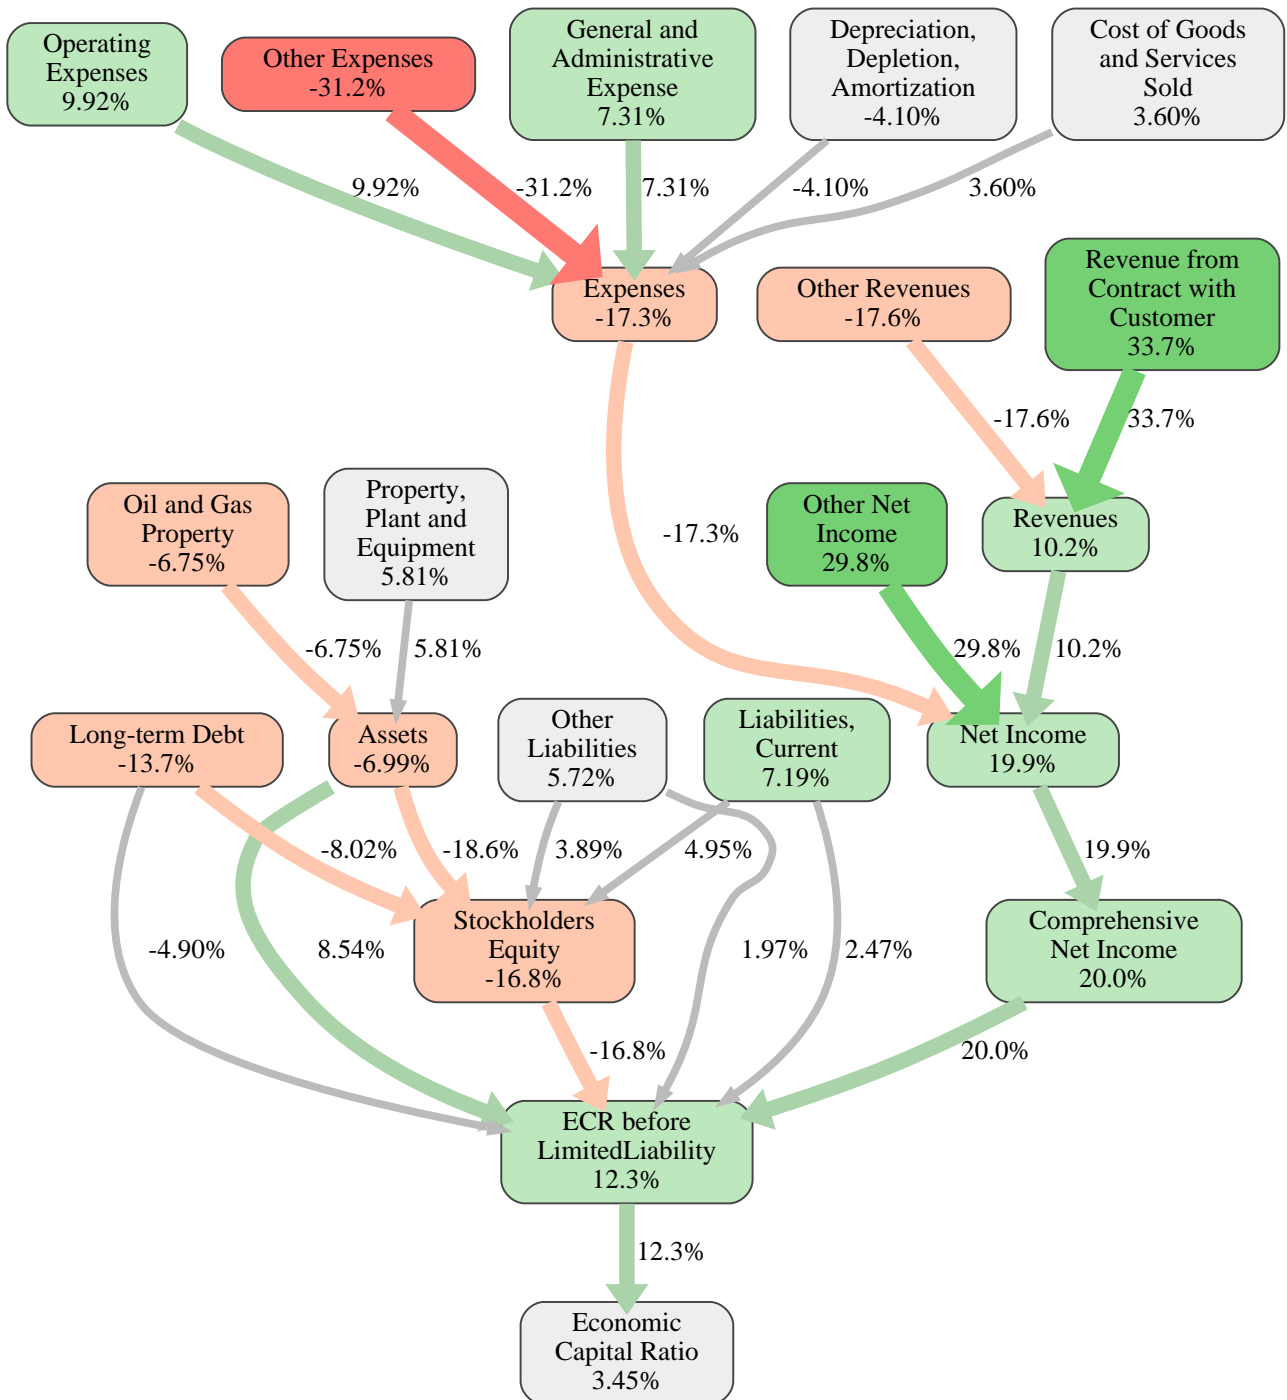 Operating
Expenses
9.92%
Other Expenses
-31.2%
General and
Administrative
Expense
7.31%
Depreciation,
Depletion,
Amortization
-4.10%
Cost of Goods
and Services
Sold
3.60%
9.92%
-31.2%
7.31%
-4.10%
3.60%
Expenses
-17.3%
Other Revenues
-17.6%
Revenue from
Contract with
Customer
33.7%
-17.6%
33.7%
Oil and Gas
Property
-6.75%
Property,
Plant and
Equipment
5.81%
-17.3%
Other Net
Income
29.8%
Revenues
10.2%
-6.75%
5.81%
29.8%
10.2%
Long-term Debt
-13.7%
Assets
-6.99%
Other
Liabilities
5.72%
Liabilities,
Current
7.19%
Net Income
19.9%
-8.02%
-18.6%
3.89%
4.95%
19.9%
-4.90%
8.54%
Stockholders
Equity
-16.8%
1.97%
2.47%
Comprehensive
Net Income
20.0%
-16.8%
20.0%
ECR before
LimitedLiability
12.3%
12.3%
Economic
Capital Ratio
3.45%